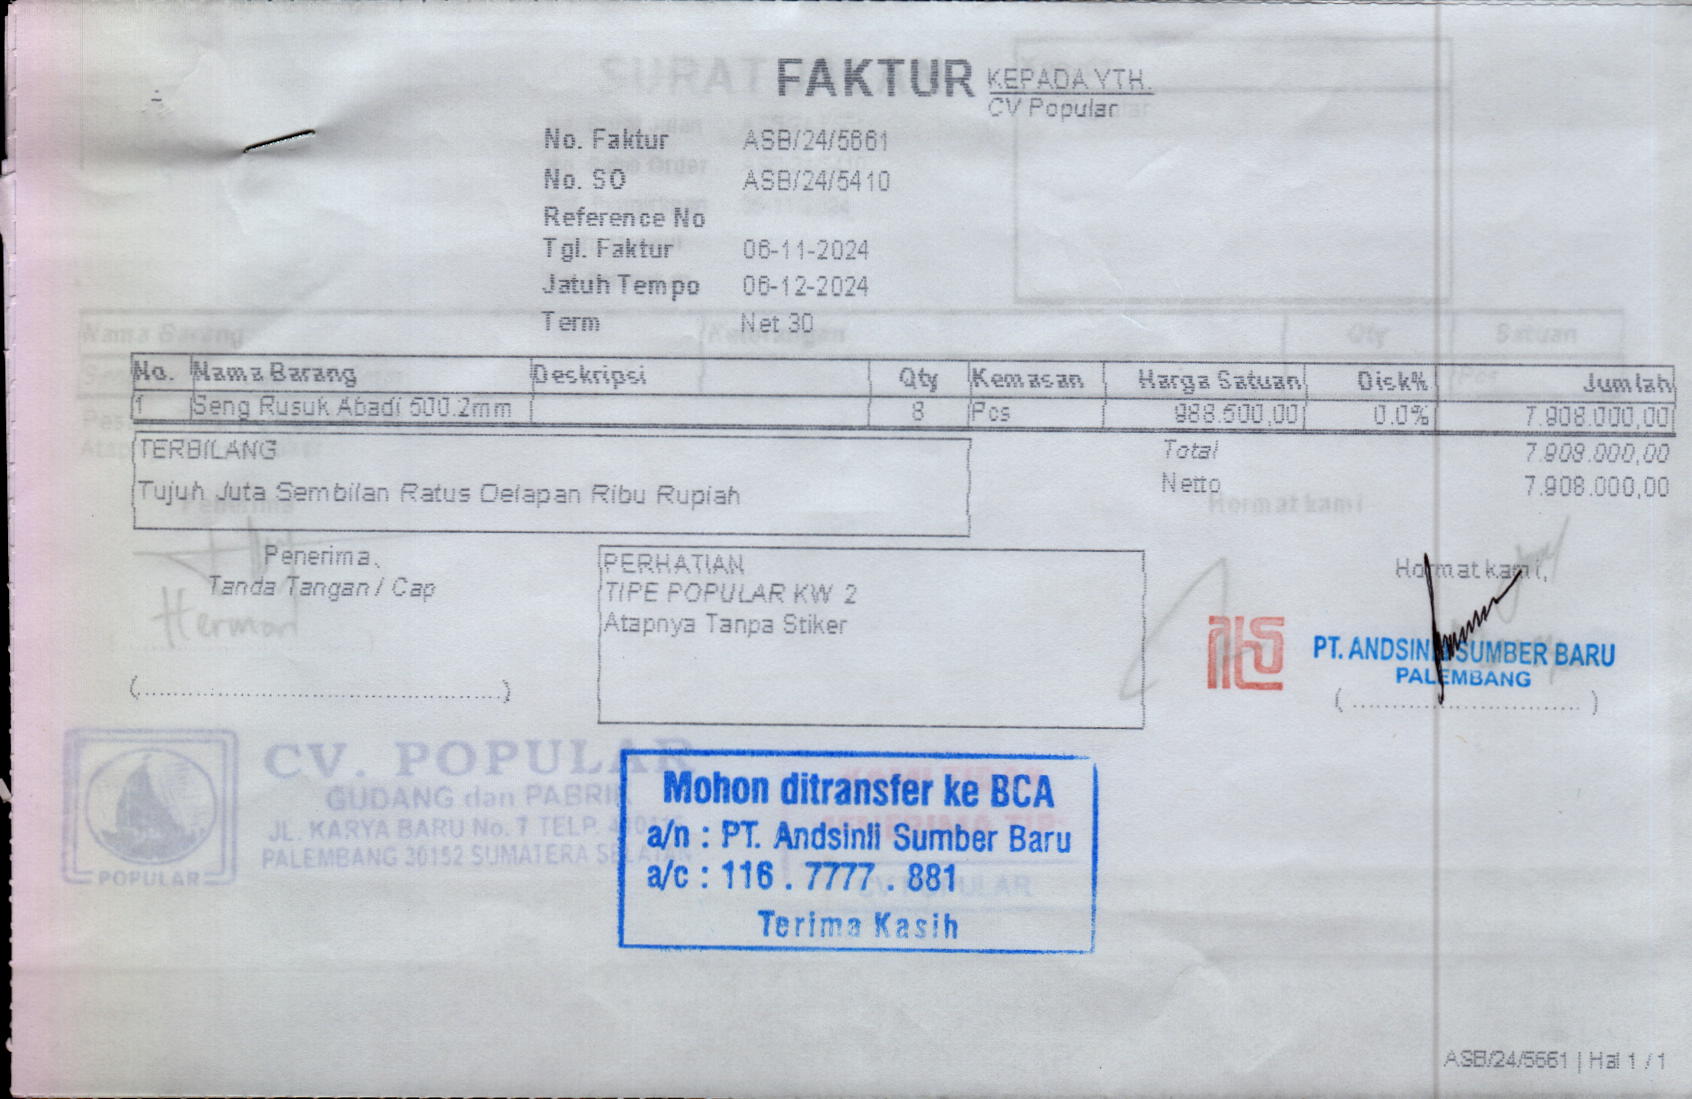 FAKTUR
KEPADA YTH.
CV Popular
No. Faktur ASB/24/5661
No. SO ASB/24/5410
Reference No
Tgl. Faktur 06-11-2024
Jatuh Tempo 06-12-2024
Term Net 30
No. Nama Barang Deskripsi Qty Kemasan Harga Satuan Disk% Jumlah
1 Seng Rusuk Abadi 500.2mm 8 Pcs 988.500,00 0.0% 7.908.000,00
TERBILANG
Tujuh Juta Sembilan Ratus Delapan Ribu Rupiah
Total 7.908.000,00
Netto 7.908.000,00
Penerima,
Tanda Tangan / Cap
Herman
PERHATIAN
TIPE POPULAR KW 2
Atapnya Tanpa Stiker
Hormat kami,
PT. ANDSINLI SUMBER BARU
PALEMBANG
CV. POPULAR
GUDANG dan PABRIK
JL. KARYA BARU No. 7 TELP.
PALEMBANG 30152 SUMATERA SELATAN
POPULAR
Mohon ditransfer ke BCA
a/n : PT. Andsinli Sumber Baru
a/c : 116 . 7777 . 881
Terima Kasih
ASB/24/5661 | Hal 1 / 1